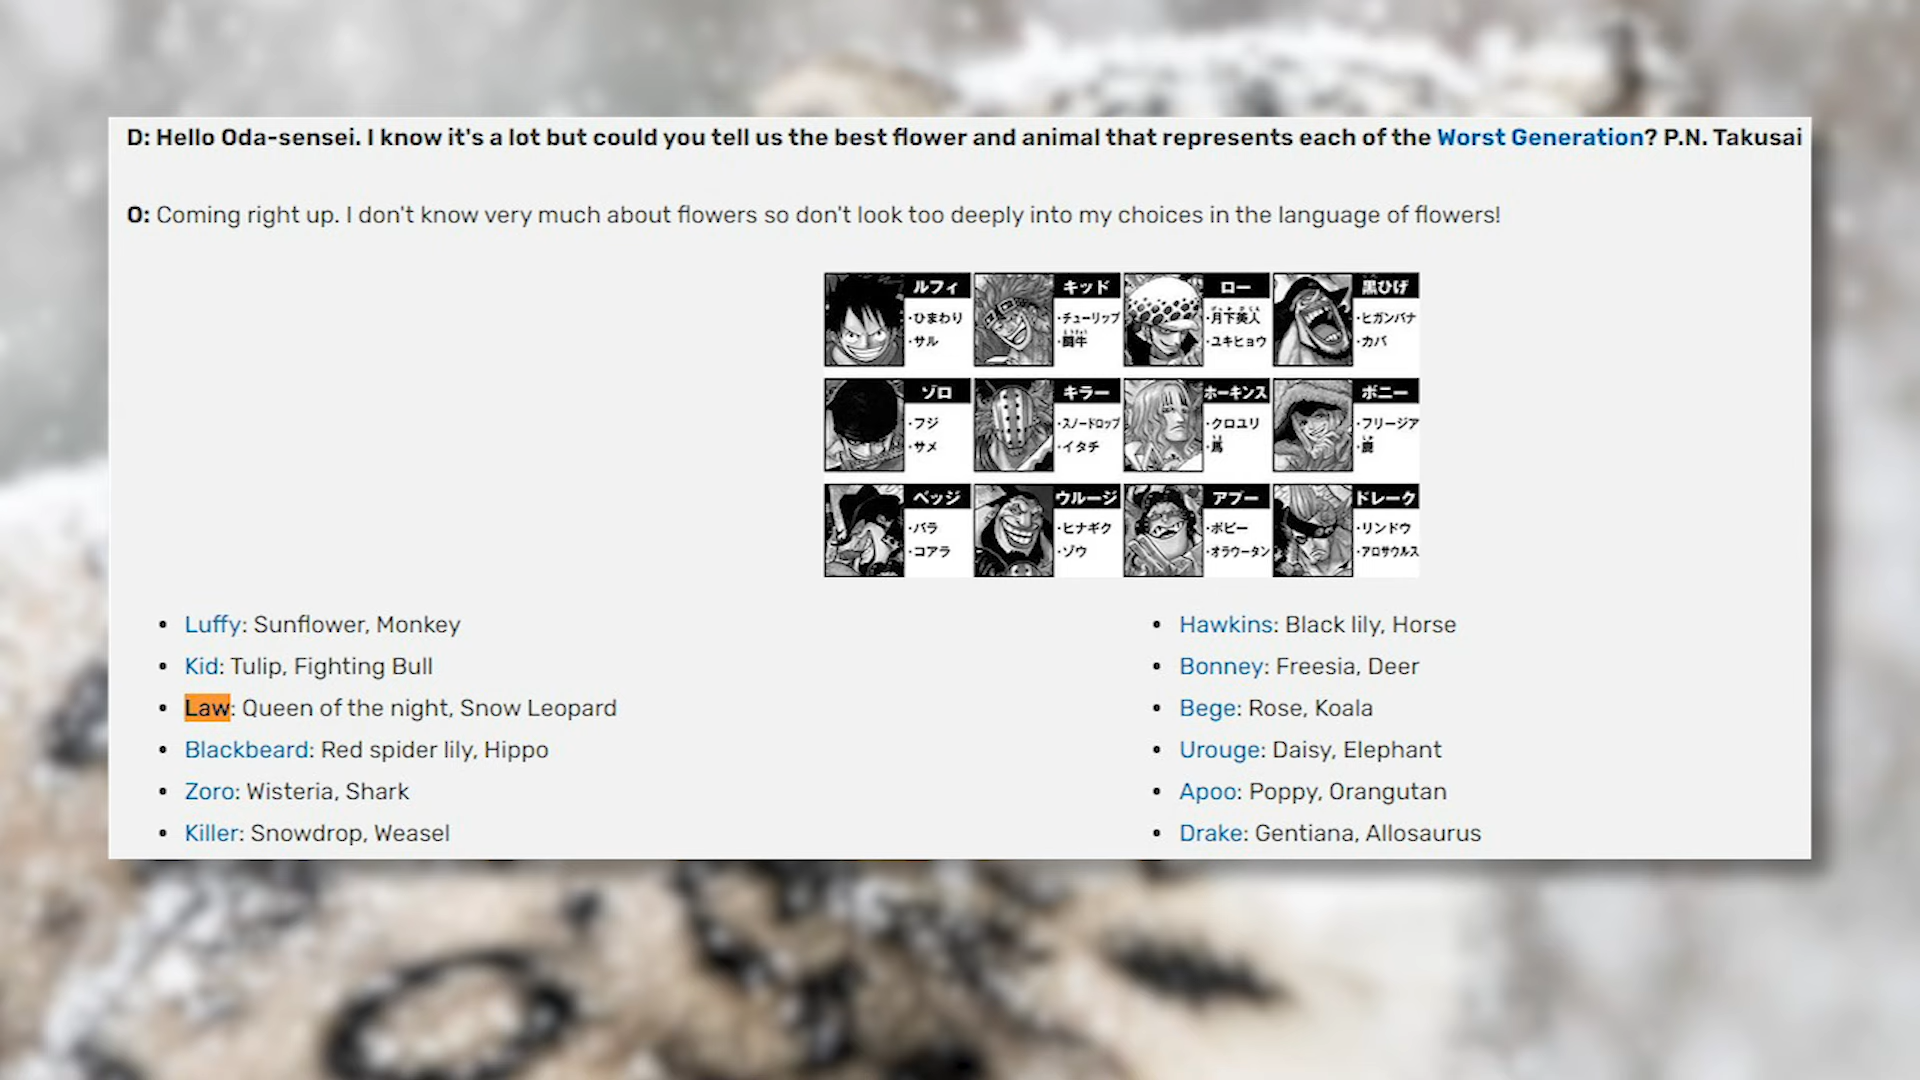 D: Hello Oda-sensei. I know it's a lot but could you tell us the best flower and animal that represents each of the Worst Generation? P.N. Takusai
O: Coming right up. I don't know very much about flowers so don't look too deeply into my choices in the language of flowers!
ルフィ
・ひまわり
・サル
キッド
・チューリップ
・闘牛
ロー
・月下美人
・ユキヒョウ
黒ひげ
・ヒガンバナ
・カバ
ゾロ
・フジ
・サメ
キラー
・スノードロップ
・イタチ
ホーキンス
・クロユリ
・馬
ボニー
・フリージア
・鹿
ベッジ
・バラ
・コアラ
ウルージ
・ヒナギク
・ゾウ
アプー
・ポピー
・オラウータン
ドレーク
・リンドウ
・アロサウルス
• Luffy: Sunflower, Monkey
• Kid: Tulip, Fighting Bull
• Law: Queen of the night, Snow Leopard
• Blackbeard: Red spider lily, Hippo
• Zoro: Wisteria, Shark
• Killer: Snowdrop, Weasel
• Hawkins: Black lily, Horse
• Bonney: Freesia, Deer
• Bege: Rose, Koala
• Urouge: Daisy, Elephant
• Apoo: Poppy, Orangutan
• Drake: Gentiana, Allosaurus